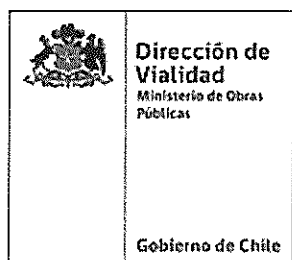 Dirección de
Vialidad
Ministerio de Obras
Públicas
Gobierno de Chile